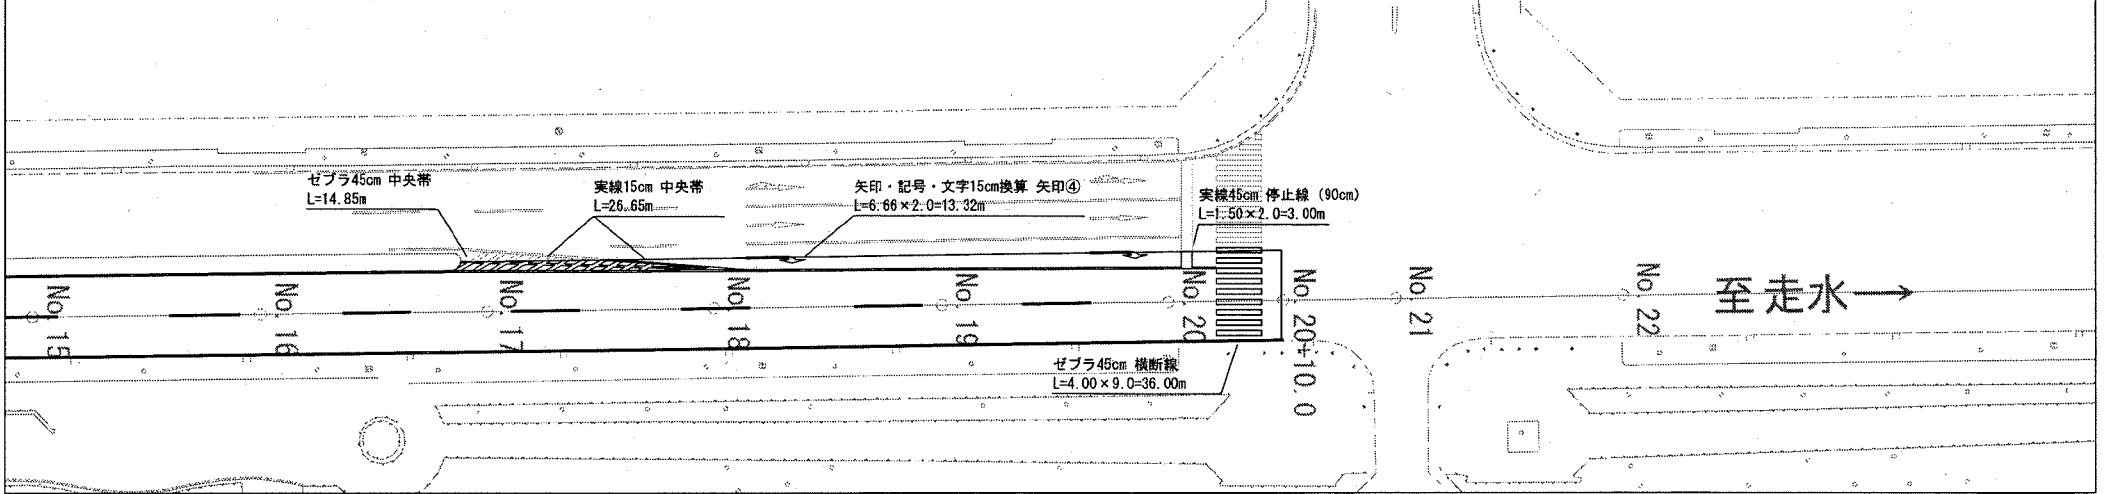 ゼブラ45cm 中央帯
L=14.85m
実線15cm 中央帯
L=26.65m
矢印・記号・文字15cm換算 矢印④
L=6.66×2.0=13.32m
実線45cm 停止線 (90cm)
L=1.50×2.0=3.00m
No. 15
No. 16
No. 17
No. 18
No. 19
No. 20
No. 20+10.0
No. 21
No. 22
至 走水→
ゼブラ45cm 横断線
L=4.00×9.0=36.00m